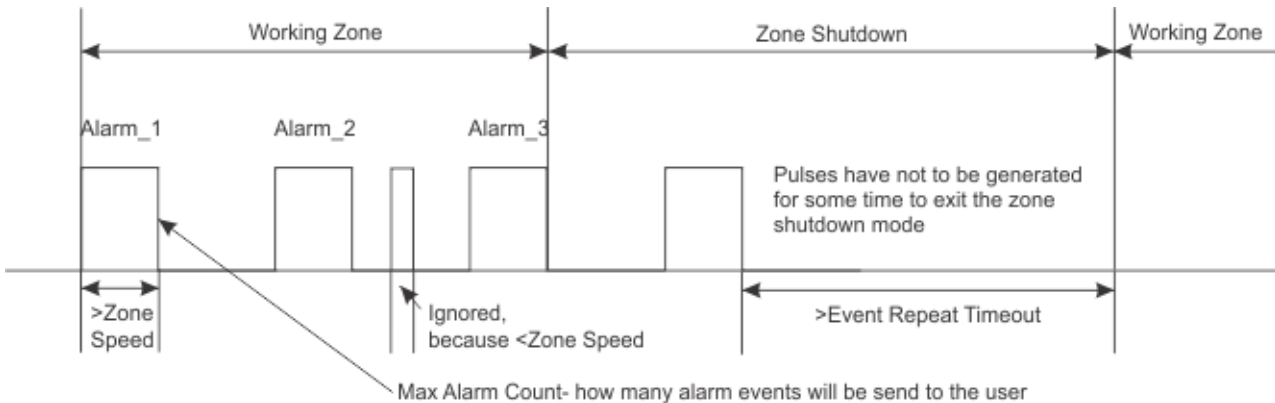 Working Zone
Zone Shutdown
Working Zone
Alarm_1
Alarm_2
Alarm_3
Pulses have not to be generated
for some time to exit the zone
shutdown mode
>Zone
Speed
Ignored,
because <Zone Speed
>Event Repeat Timeout
Max Alarm Count- how many alarm events will be send to the user